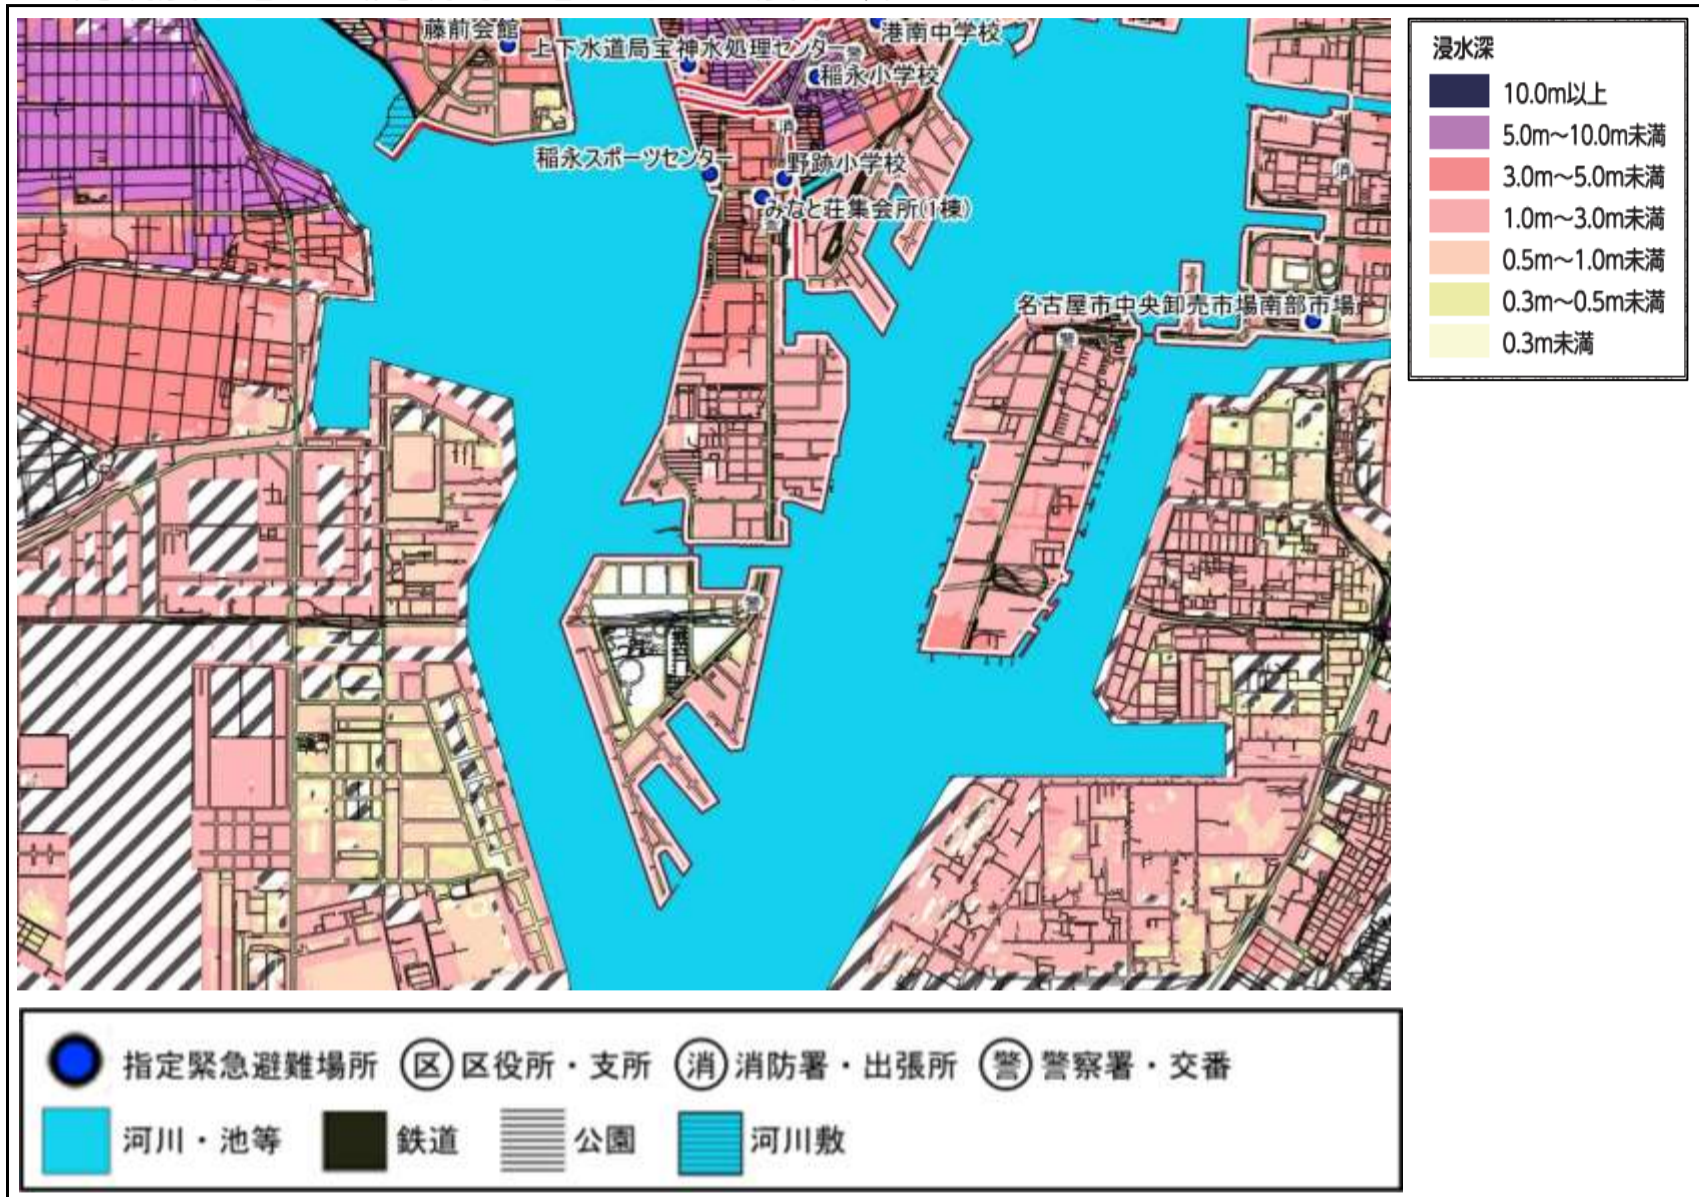 藤前会館
上下水道局宝神水処理センター
港南中学校
稲永小学校
消
稲永スポーツセンター
野跡小学校
みなと荘集会所(1棟)
消
名古屋市中央卸売市場南部市場
警
警
浸水深
10.0m以上
5.0m～10.0m未満
3.0m～5.0m未満
1.0m～3.0m未満
0.5m～1.0m未満
0.3m～0.5m未満
0.3m未満
指定緊急避難場所 区 区役所・支所 消 消防署・出張所 警 警察署・交番
河川・池等 鉄道 公園 河川敷